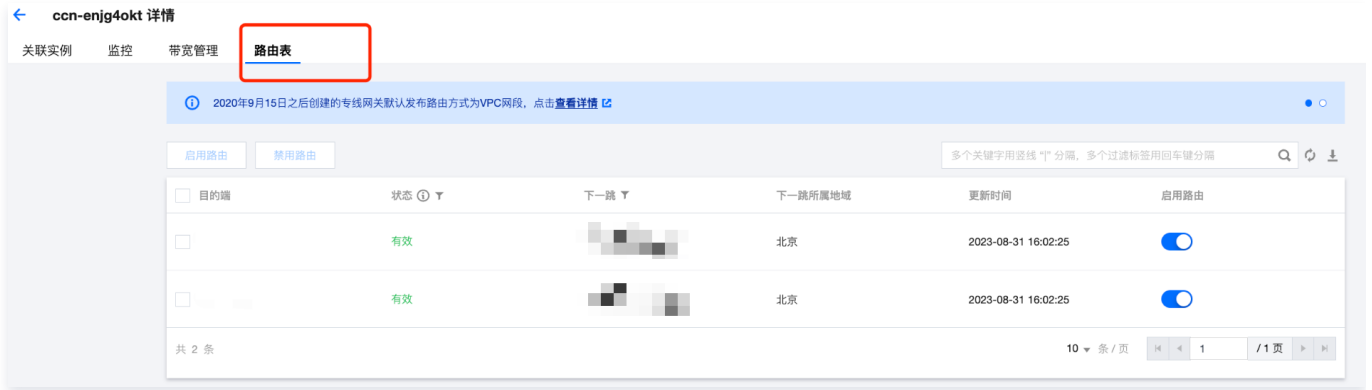 ccn-enjg4okt 详情
关联实例 监控 带宽管理 路由表
2020年9月15日之后创建的专线网关默认发布路由方式为VPC网段，点击查看详情
启用路由 禁用路由 多个关键字用竖线 "|" 分隔，多个过滤标签用回车键分隔
目的端 状态 下一跳 下一跳所属地域 更新时间 启用路由
有效 北京 2023-08-31 16:02:25
有效 北京 2023-08-31 16:02:25
共 2 条 10 条 / 页 1 / 1 页